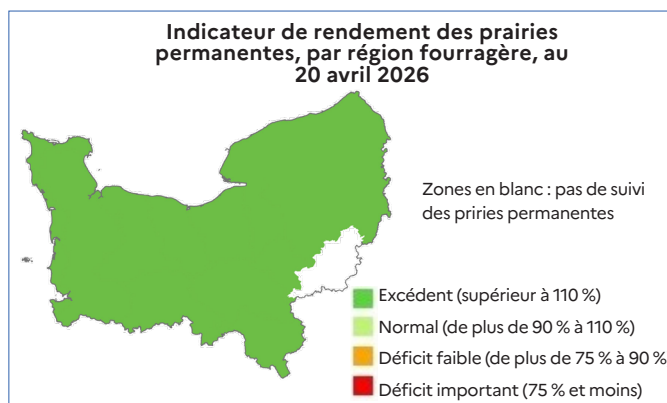 Indicateur de rendement des prairies
permanentes, par région fourragère, au
20 avril 2026
Zones en blanc : pas de suivi
des priries permanentes
Excédent (supérieur à 110 %)
Normal (de plus de 90 % à 110 %)
Déficit faible (de plus de 75 % à 90 %
Déficit important (75 % et moins)